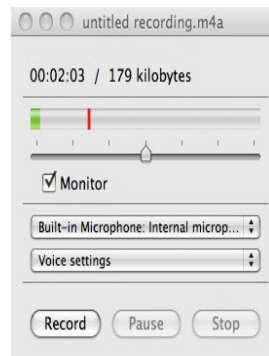 untitled recording.m4a
00:02:03 / 179 kilobytes
Monitor
Built-in Microphone: Internal microp...
Voice settings
Record Pause Stop